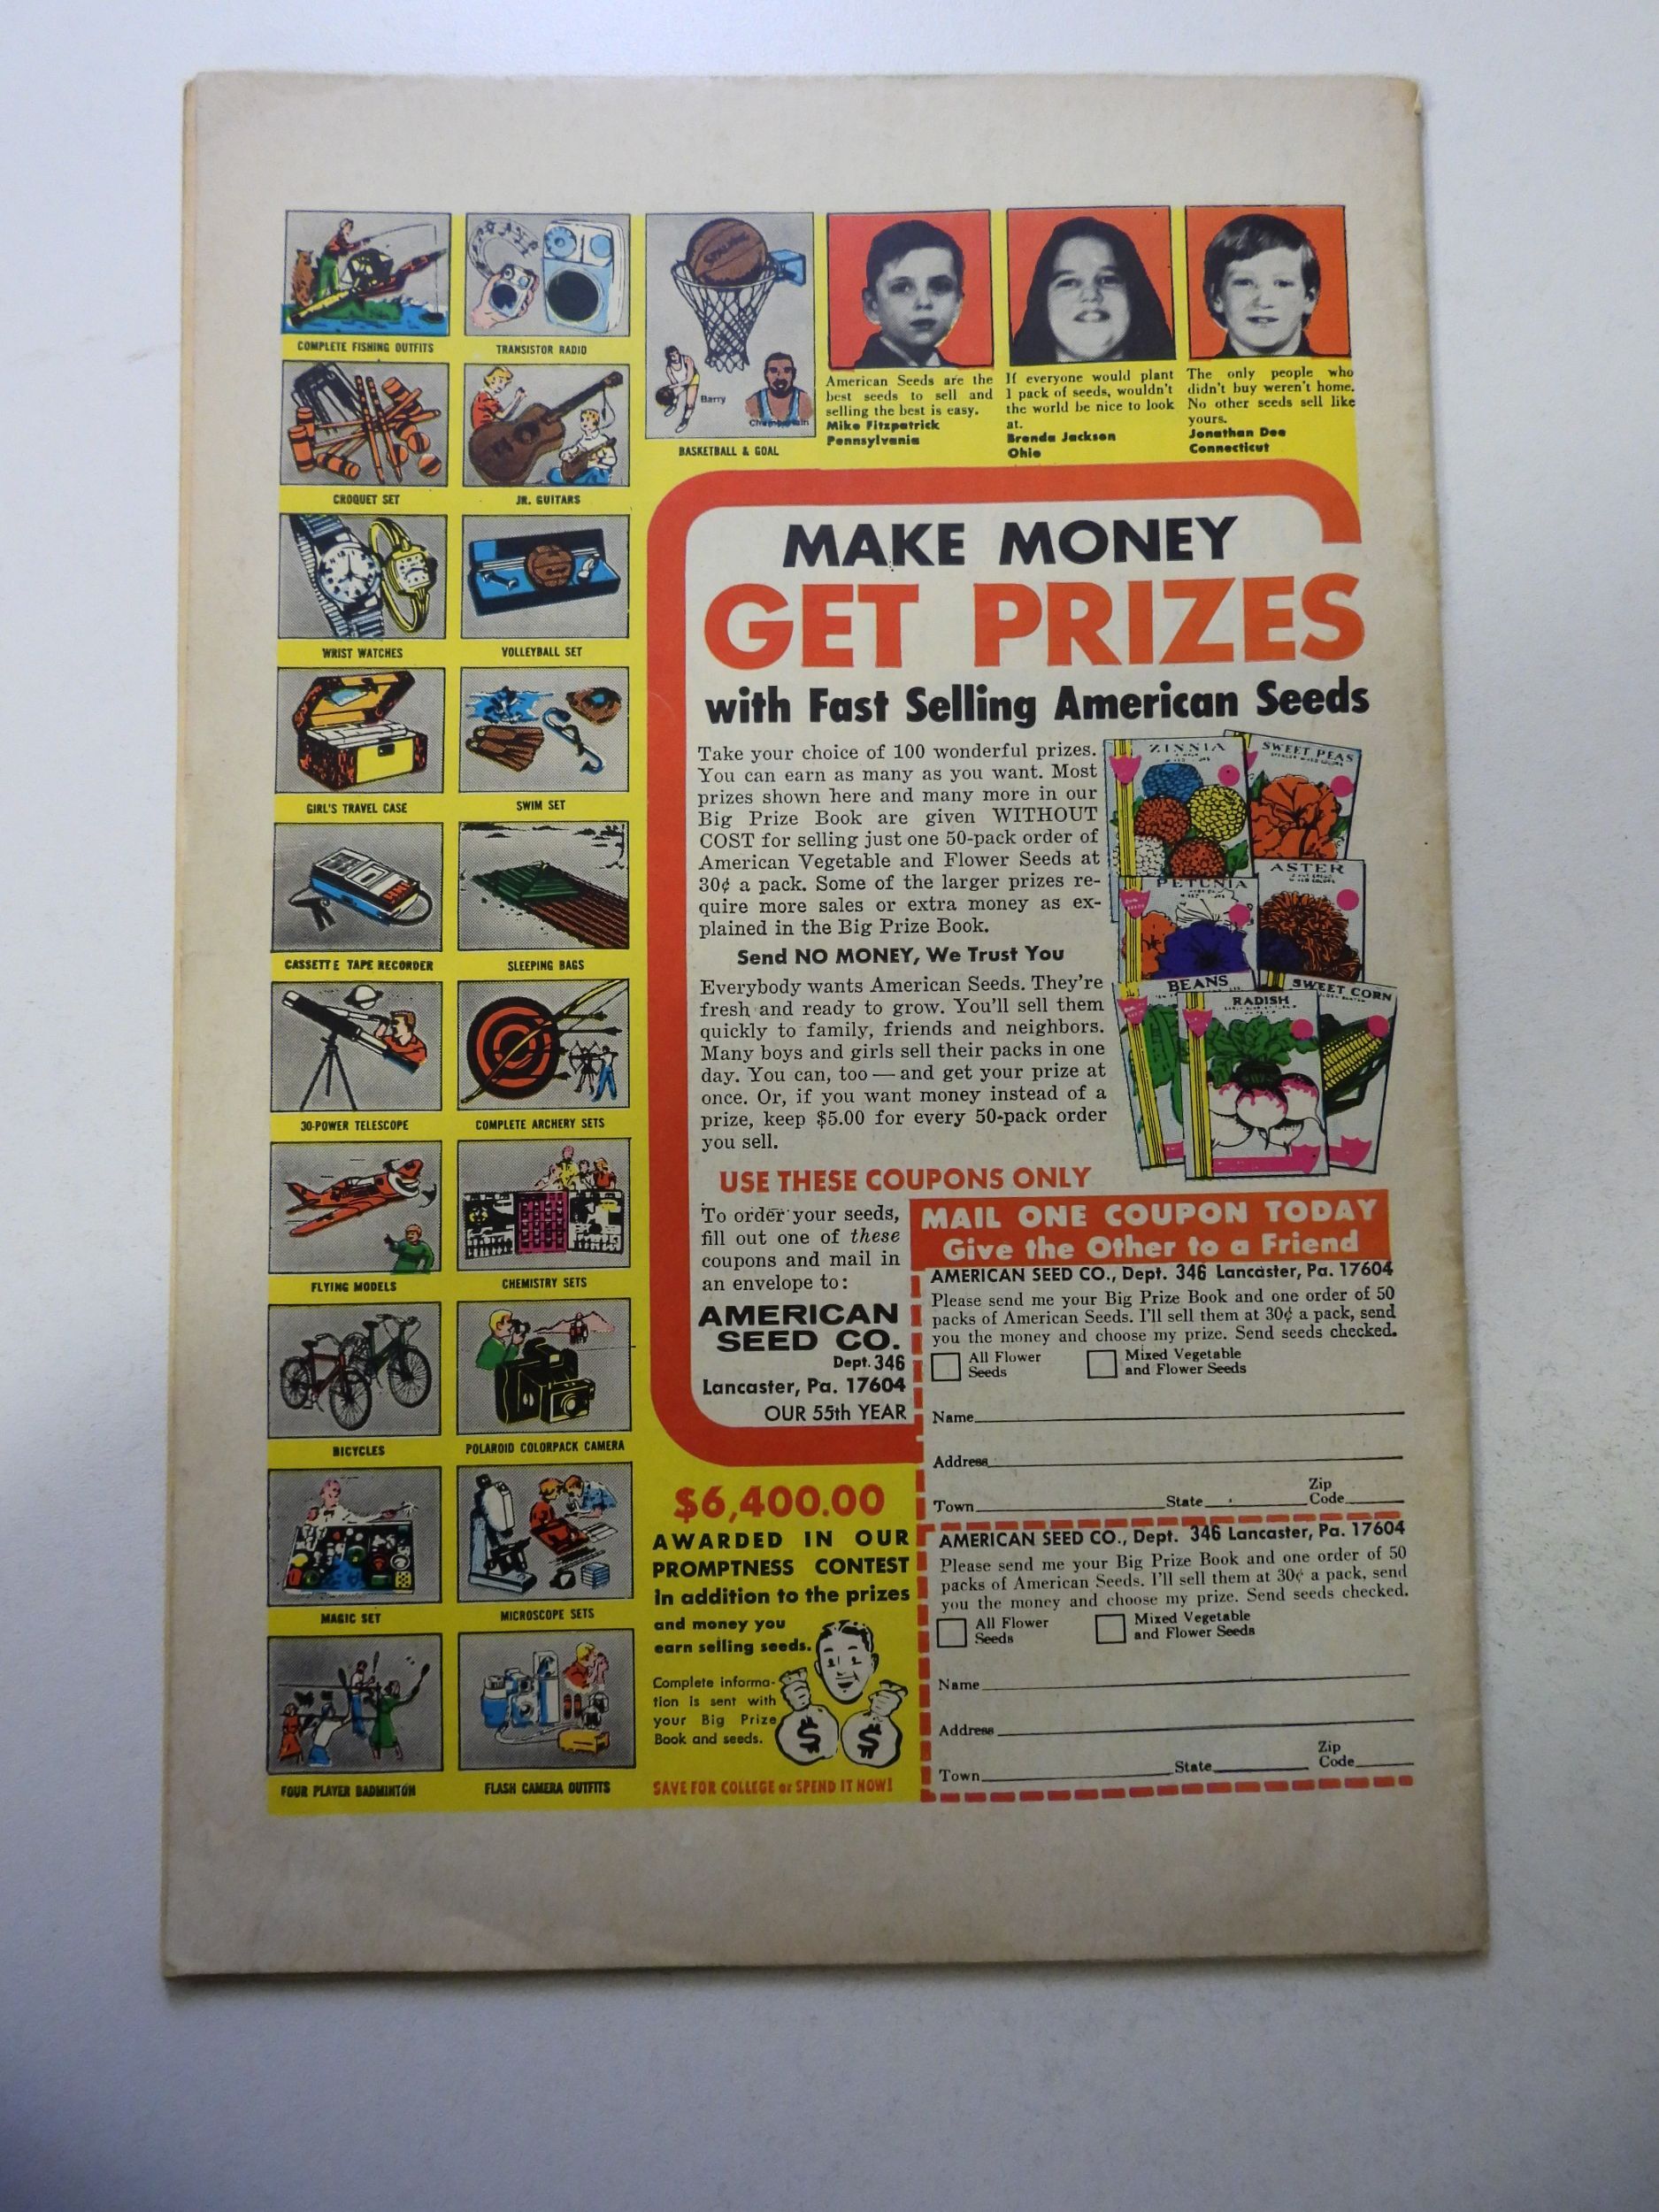 COMPLETE FISHING OUTFITS
TRANSISTOR RADIO
CROQUET SET
JR. GUITARS
WRIST WATCHES
VOLLEYBALL SET
GIRL'S TRAVEL CASE
SWIM SET
CASSETTE TAPE RECORDER
SLEEPING BAGS
30-POWER TELESCOPE
COMPLETE ARCHERY SETS
FLYING MODELS
CHEMISTRY SETS
BICYCLES
POLAROID COLORPACK CAMERA
MAGIC SET
MICROSCOPE SETS
FOUR PLAYER BADMINTON
FLASH CAMERA OUTFITS
SPALDING
Barry
Chamberlain
BASKETBALL & GOAL
American Seeds are the
best seeds to sell and
selling the best is easy.
Mike Fitzpatrick
Pennsylvania
If everyone would plant
1 pack of seeds, wouldn't
the world be nice to look
at.
Brenda Jackson
Ohio
The only people who
didn't buy weren't home.
No other seeds sell like
yours.
Jonathan Dee
Connecticut
MAKE MONEY
GET PRIZES
with Fast Selling American Seeds
Take your choice of 100 wonderful prizes.
You can earn as many as you want. Most
prizes shown here and many more in our
Big Prize Book are given WITHOUT
COST for selling just one 50-pack order of
American Vegetable and Flower Seeds at
30¢ a pack. Some of the larger prizes re-
quire more sales or extra money as ex-
plained in the Big Prize Book.
Send NO MONEY, We Trust You
Everybody wants American Seeds. They're
fresh and ready to grow. You'll sell them
quickly to family, friends and neighbors.
Many boys and girls sell their packs in one
day. You can, too — and get your prize at
once. Or, if you want money instead of a
prize, keep $5.00 for every 50-pack order
you sell.
ZINNIA
SWEET PEAS
PETUNIA
ASTER
BEANS
RADISH
SWEET CORN
USE THESE COUPONS ONLY
To order your seeds,
fill out one of these
coupons and mail in
an envelope to:
AMERICAN
SEED CO.
Dept. 346
Lancaster, Pa. 17604
OUR 55th YEAR
MAIL ONE COUPON TODAY
Give the Other to a Friend
AMERICAN SEED CO., Dept. 346 Lancaster, Pa. 17604
Please send me your Big Prize Book and one order of 50
packs of American Seeds. I'll sell them at 30¢ a pack, send
you the money and choose my prize. Send seeds checked.
All Flower
Seeds
Mixed Vegetable
and Flower Seeds
Name
Address
Town State Zip Code
AMERICAN SEED CO., Dept. 346 Lancaster, Pa. 17604
Please send me your Big Prize Book and one order of 50
packs of American Seeds. I'll sell them at 30¢ a pack, send
you the money and choose my prize. Send seeds checked.
All Flower
Seeds
Mixed Vegetable
and Flower Seeds
Name
Address
Town State Zip Code
$6,400.00
AWARDED IN OUR
PROMPTNESS CONTEST
in addition to the prizes
and money you
earn selling seeds.
Complete informa-
tion is sent with
your Big Prize
Book and seeds.
$ $
SAVE FOR COLLEGE or SPEND IT NOW!